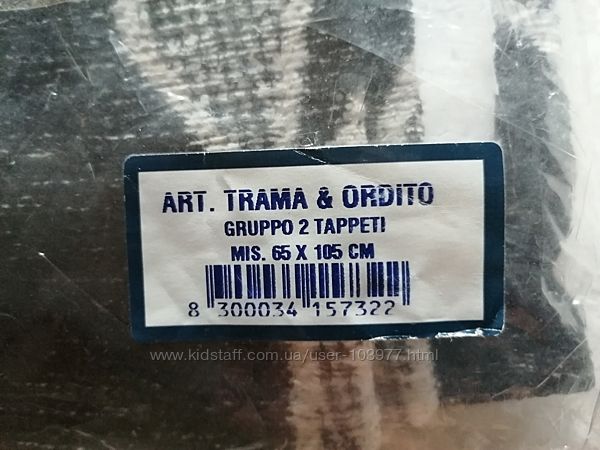 ART. TRAMA & ORDITO
GRUPPO 2 TAPPETI
MIS. 65 X 105 CM
8 300034 157322
www.kidstaff.com.ua/user-103977.html